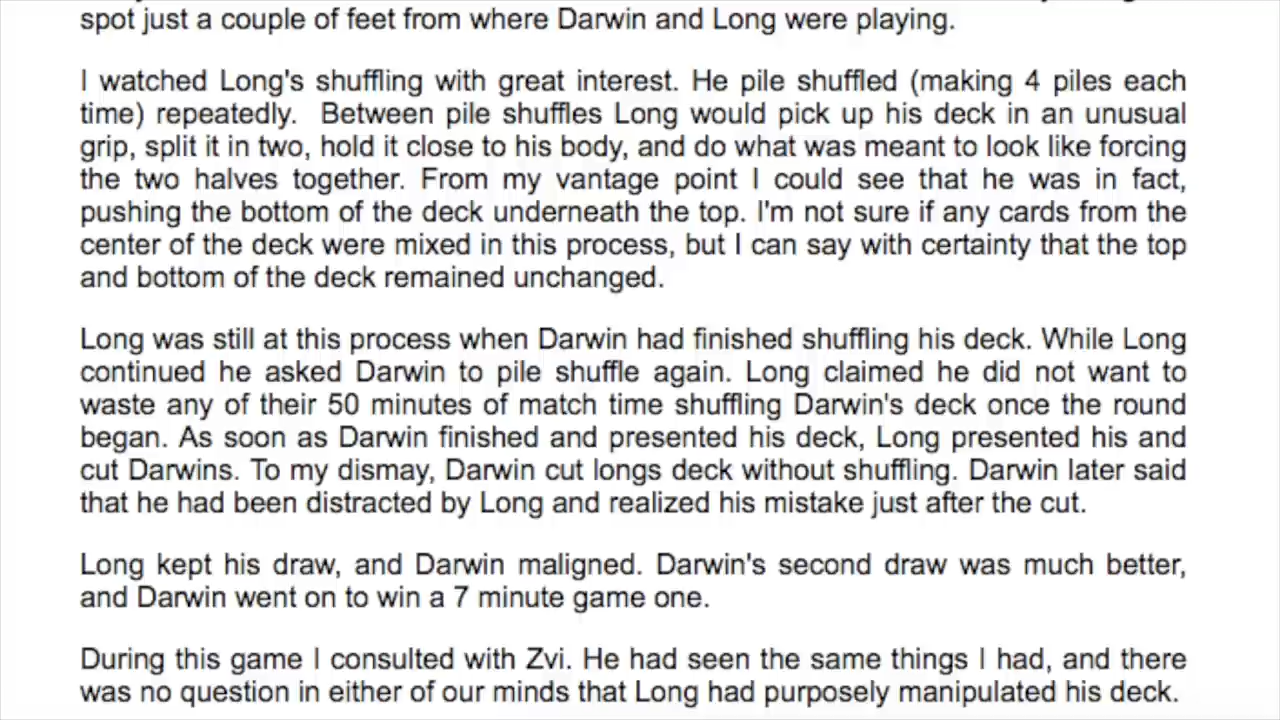 spot just a couple of feet from where Darwin and Long were playing.
I watched Long's shuffling with great interest. He pile shuffled (making 4 piles each
time) repeatedly. Between pile shuffles Long would pick up his deck in an unusual
grip, split it in two, hold it close to his body, and do what was meant to look like forcing
the two halves together. From my vantage point I could see that he was in fact,
pushing the bottom of the deck underneath the top. I'm not sure if any cards from the
center of the deck were mixed in this process, but I can say with certainty that the top
and bottom of the deck remained unchanged.
Long was still at this process when Darwin had finished shuffling his deck. While Long
continued he asked Darwin to pile shuffle again. Long claimed he did not want to
waste any of their 50 minutes of match time shuffling Darwin's deck once the round
began. As soon as Darwin finished and presented his deck, Long presented his and
cut Darwins. To my dismay, Darwin cut longs deck without shuffling. Darwin later said
that he had been distracted by Long and realized his mistake just after the cut.
Long kept his draw, and Darwin maligned. Darwin's second draw was much better,
and Darwin went on to win a 7 minute game one.
During this game I consulted with Zvi. He had seen the same things I had, and there
was no question in either of our minds that Long had purposely manipulated his deck.